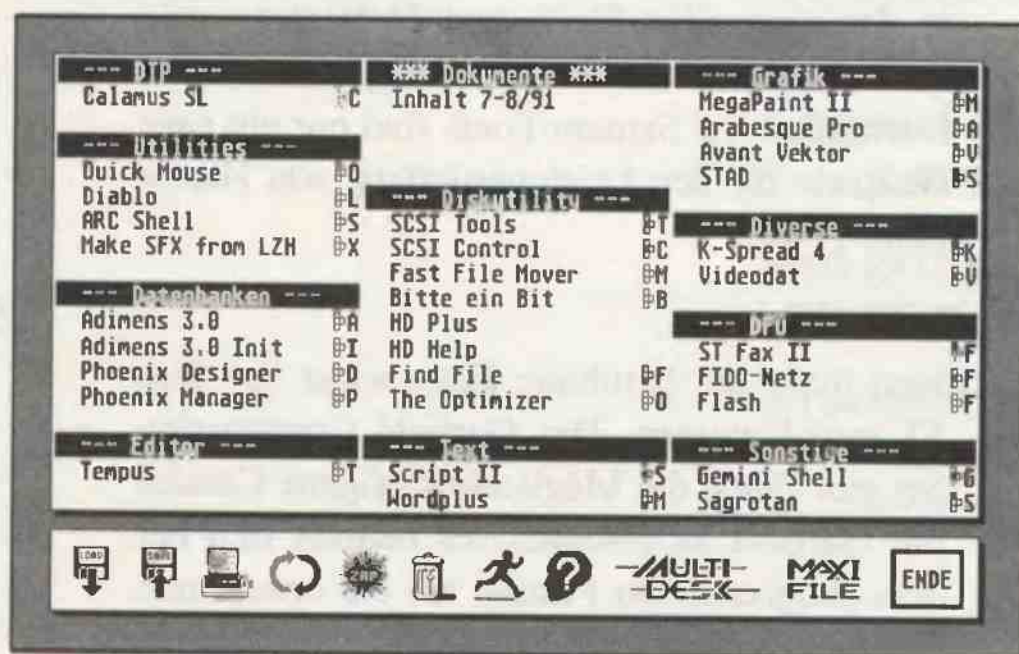 --- DTP ---
Calamus SL C
--- Utilities ---
Quick Mouse Q
Diablo L
ARC Shell S
Make SFX from LZH X
--- Datenbanken ---
Adimens 3.0 A
Adimens 3.0 Init I
Phoenix Designer D
Phoenix Manager P
--- Editor ---
Tempus T
*** Dokumente ***
Inhalt 7-8/91
--- Diskutility ---
SCSI Tools T
SCSI Control C
Fast File Mover M
Bitte ein Bit B
HD Plus
HD Help
Find File F
The Optimizer O
--- Text ---
Script II S
Wordplus M
--- Grafik ---
MegaPaint II M
Arabesque Pro A
Avant Vektor V
STAD S
--- Diverse ---
K-Spread 4 K
Videodat V
--- DFÜ ---
ST Fax II F
FIDO-Netz F
Flash F
--- Sonstige ---
Gemini Shell G
Sagrotan S
LOAD
MULTI
DESK
MAXI
FILE
ENDE